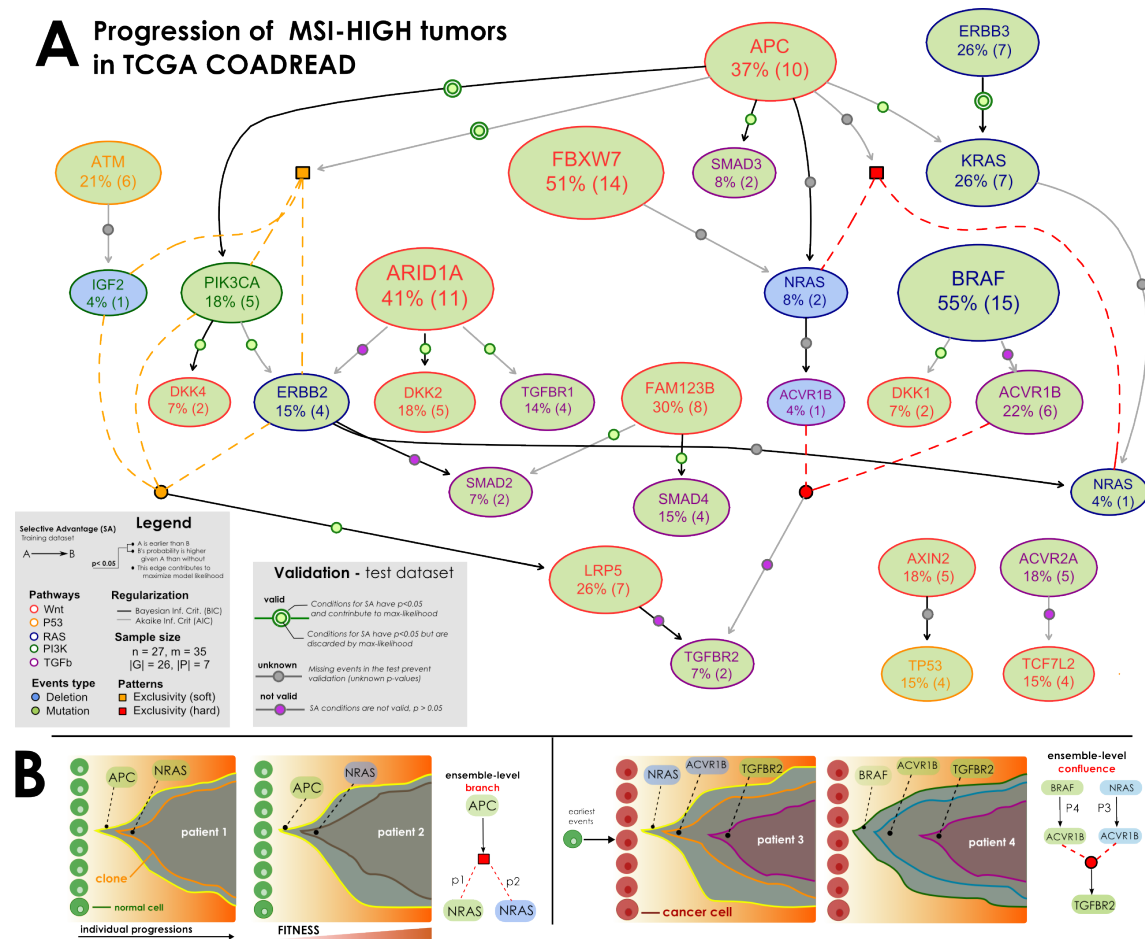 A
Progression of MSI-HIGH tumors
in TCGA COADREAD
APC
37% (10)
ERBB3
26% (7)
ATM
21% (6)
FBXW7
51% (14)
SMAD3
8% (2)
KRAS
26% (7)
IGF2
4% (1)
PIK3CA
18% (5)
ARID1A
41% (11)
NRAS
8% (2)
BRAF
55% (15)
DKK4
7% (2)
ERBB2
15% (4)
DKK2
18% (5)
TGFBR1
14% (4)
FAM123B
30% (8)
ACVR1B
4% (1)
DKK1
7% (2)
ACVR1B
22% (6)
SMAD2
7% (2)
SMAD4
15% (4)
NRAS
4% (1)
LRP5
26% (7)
AXIN2
18% (5)
ACVR2A
18% (5)
TGFBR2
7% (2)
TP53
15% (4)
TCF7L2
15% (4)
Legend
Selective Advantage (SA)
Training dataset
A
B
p< 0.05
A is earlier than B
B's probability is higher
given A than without
This edge contributes to
maximize model likelihood
Pathways
Wnt
P53
RAS
PI3K
TGFb
Regularization
Bayesian Inf. Crit. (BIC)
Akaike Inf. Crit (AIC)
Sample size
n = 27, m = 35
|G| = 26, |P| = 7
Events type
Deletion
Mutation
Patterns
Exclusivity (soft)
Exclusivity (hard)
Validation - test dataset
valid
Conditions for SA have p<0.05
and contribute to max-likelihood
Conditions for SA have p<0.05 but are
discarded by max-likelihood
unknown
Missing events in the test prevent
validation (unknown p-values)
not valid
SA conditions are not valid, p > 0.05
B
APC
NRAS
patient 1
clone
normal cell
individual progressions
APC
NRAS
patient 2
FITNESS
ensemble-level
branch
APC
p1
p2
NRAS
NRAS
earliest
events
NRAS
ACVR1B
TGFBR2
patient 3
cancer cell
BRAF
ACVR1B
TGFBR2
patient 4
ensemble-level
confluence
BRAF
NRAS
P4
P3
ACVR1B
ACVR1B
TGFBR2